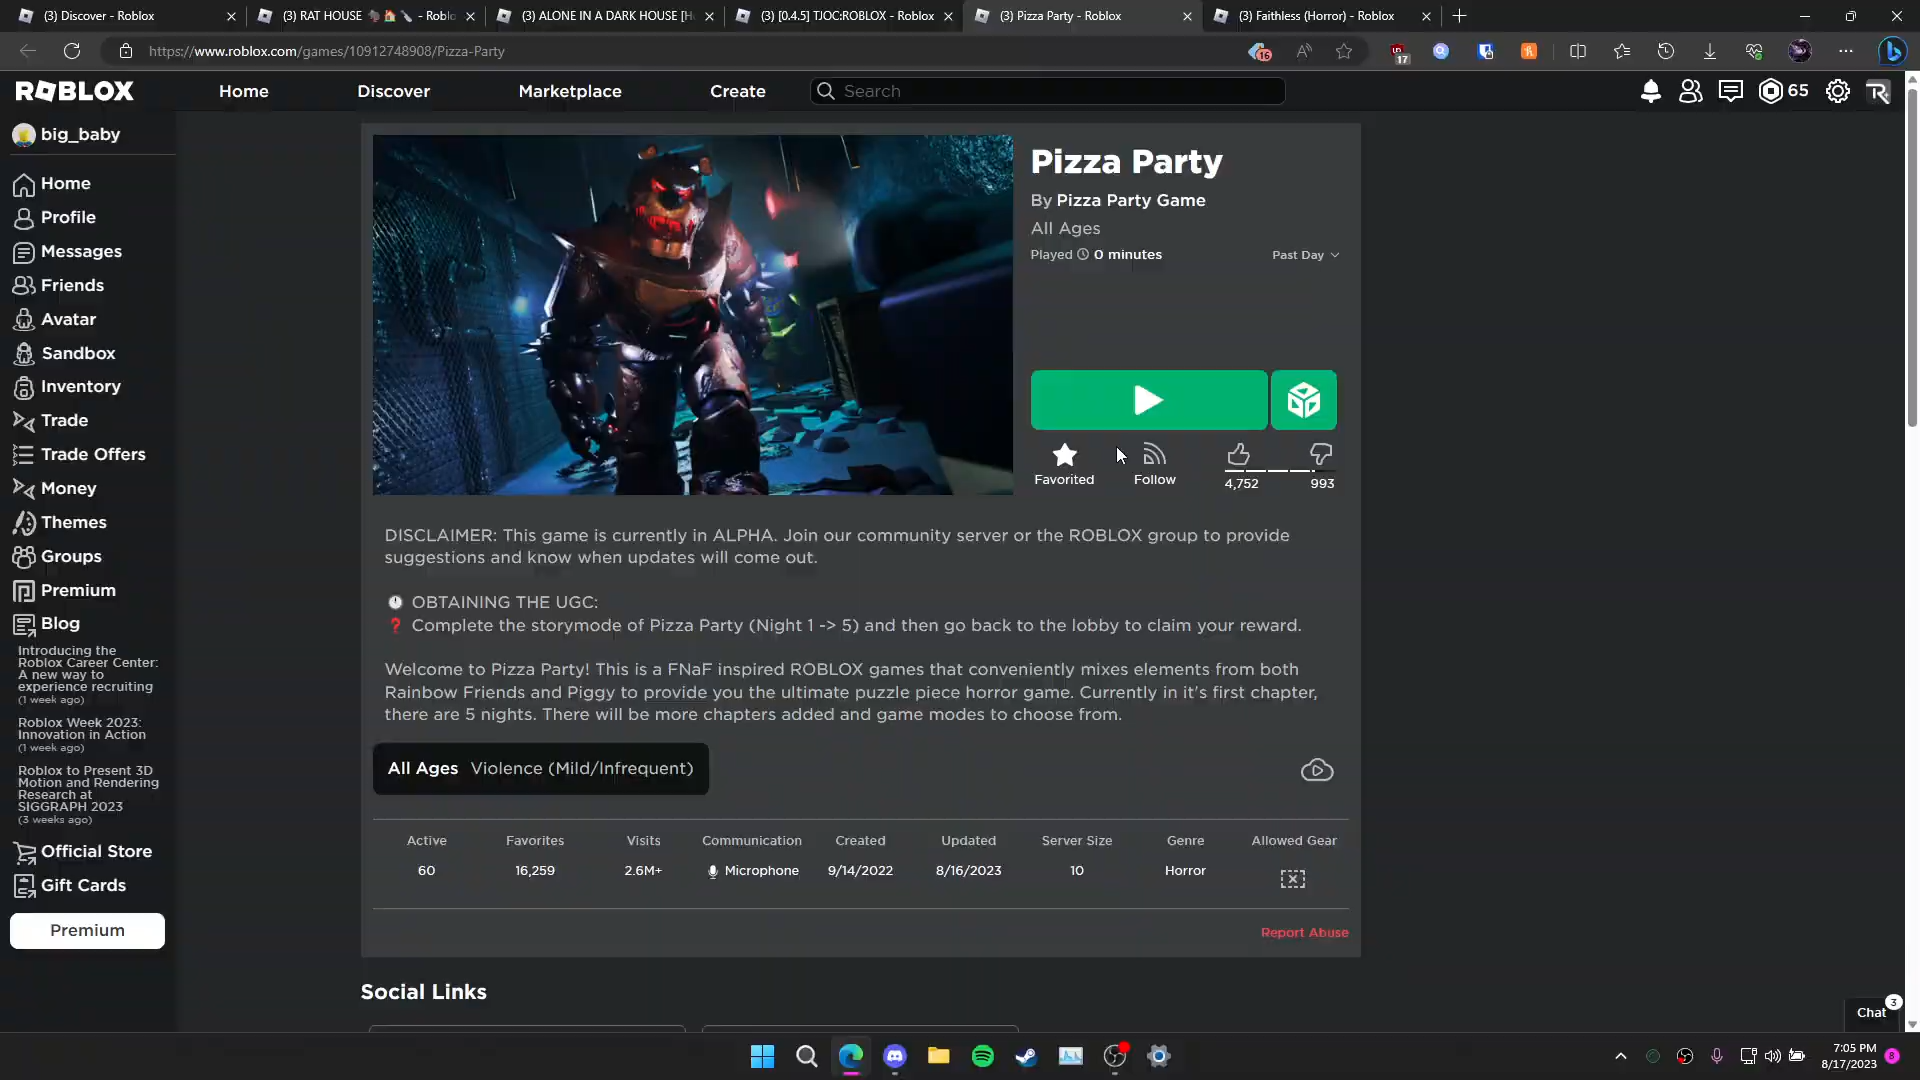 (3) Discover - Roblox
(3) RAT HOUSE 🐀🏠🔪 - Roblo
(3) ALONE IN A DARK HOUSE [H
(3) [0.4.5] TJOC:ROBLOX - Roblox
(3) Pizza Party - Roblox
(3) Faithless (Horror) - Roblox
https://www.roblox.com/games/10912748908/Pizza-Party
16
17
ROBLOX
Home
Discover
Marketplace
Create
Search
65
big_baby
Home
Profile
Messages
Friends
Avatar
Sandbox
Inventory
Trade
Trade Offers
Money
Themes
Groups
Premium
Blog
Introducing the
Roblox Career Center:
A new way to
experience recruiting
(1 week ago)
Roblox Week 2023:
Innovation in Action
(1 week ago)
Roblox to Present 3D
Motion and Rendering
Research at
SIGGRAPH 2023
(3 weeks ago)
Official Store
Gift Cards
Premium
Pizza Party
By Pizza Party Game
All Ages
Played 0 minutes
Past Day
Favorited
Follow
4,752
993
DISCLAIMER: This game is currently in ALPHA. Join our community server or the ROBLOX group to provide
suggestions and know when updates will come out.
🕛 OBTAINING THE UGC:
❓ Complete the storymode of Pizza Party (Night 1 -> 5) and then go back to the lobby to claim your reward.
Welcome to Pizza Party! This is a FNaF inspired ROBLOX games that conveniently mixes elements from both
Rainbow Friends and Piggy to provide you the ultimate puzzle piece horror game. Currently in it's first chapter,
there are 5 nights. There will be more chapters added and game modes to choose from.
All Ages Violence (Mild/Infrequent)
Active Favorites Visits Communication Created Updated Server Size Genre Allowed Gear
60 16,259 2.6M+ Microphone 9/14/2022 8/16/2023 10 Horror
Report Abuse
Social Links
Chat
3
7:05 PM
8/17/2023
8